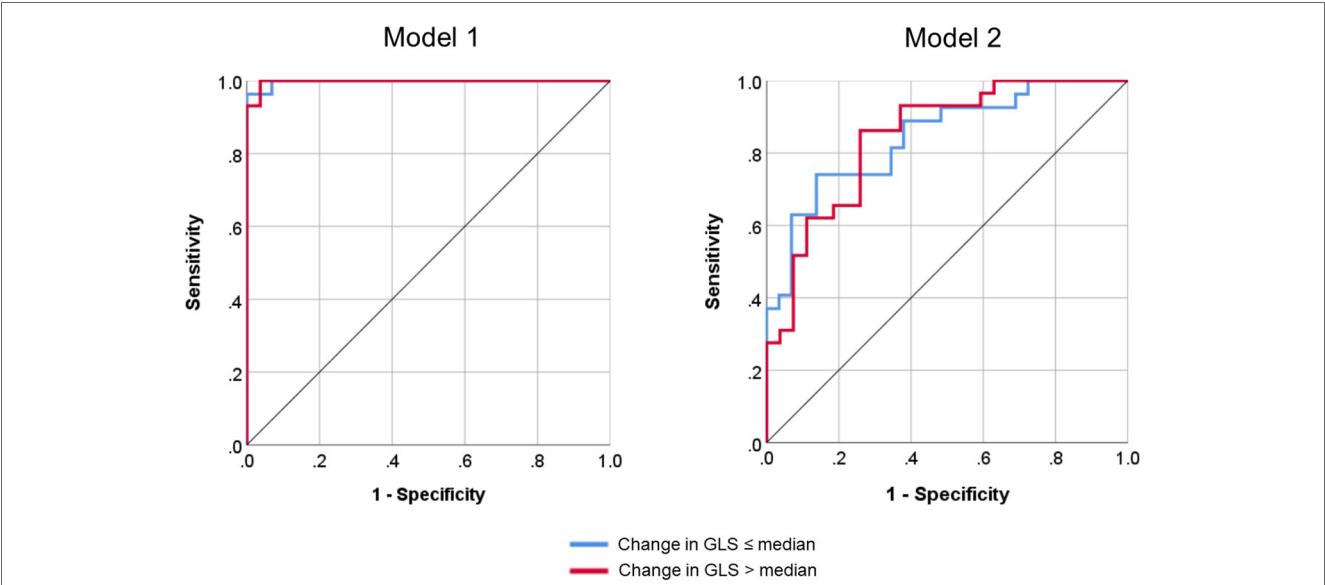 Model 1
Model 2
1.0
.8
.6
.4
.2
.0
Sensitivity
.0 .2 .4 .6 .8 1.0
1 - Specificity
1.0
.8
.6
.4
.2
.0
Sensitivity
.0 .2 .4 .6 .8 1.0
1 - Specificity
Change in GLS ≤ median
Change in GLS > median